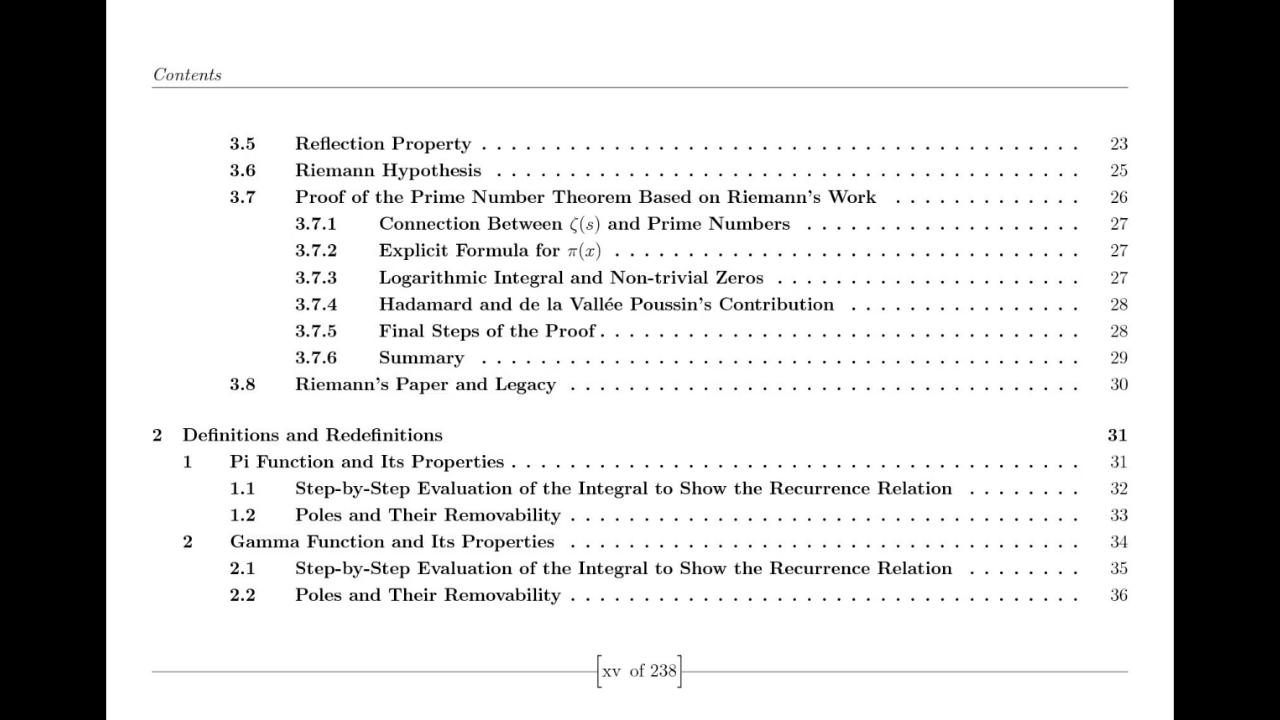 Contents
3.5 Reflection Property . . . . . . . . . . . . . . . . . . . . . . . . . . . . . . . . . . . . . . . . . 23
3.6 Riemann Hypothesis . . . . . . . . . . . . . . . . . . . . . . . . . . . . . . . . . . . . . . . . 25
3.7 Proof of the Prime Number Theorem Based on Riemann's Work . . . . . . . . . . . . . 26
3.7.1 Connection Between ζ(s) and Prime Numbers . . . . . . . . . . . . . . . . . . . 27
3.7.2 Explicit Formula for π(x) . . . . . . . . . . . . . . . . . . . . . . . . . . . . . . . . 27
3.7.3 Logarithmic Integral and Non-trivial Zeros . . . . . . . . . . . . . . . . . . . . . 27
3.7.4 Hadamard and de la Vallée Poussin's Contribution . . . . . . . . . . . . . . . . 28
3.7.5 Final Steps of the Proof . . . . . . . . . . . . . . . . . . . . . . . . . . . . . . . . . 28
3.7.6 Summary . . . . . . . . . . . . . . . . . . . . . . . . . . . . . . . . . . . . . . . . . 29
3.8 Riemann's Paper and Legacy . . . . . . . . . . . . . . . . . . . . . . . . . . . . . . . . . . . 30
2 Definitions and Redefinitions 31
1 Pi Function and Its Properties . . . . . . . . . . . . . . . . . . . . . . . . . . . . . . . . . . . . . . . 31
1.1 Step-by-Step Evaluation of the Integral to Show the Recurrence Relation . . . . . . . . 32
1.2 Poles and Their Removability . . . . . . . . . . . . . . . . . . . . . . . . . . . . . . . . . . . 33
2 Gamma Function and Its Properties . . . . . . . . . . . . . . . . . . . . . . . . . . . . . . . . . . . 34
2.1 Step-by-Step Evaluation of the Integral to Show the Recurrence Relation . . . . . . . . 35
2.2 Poles and Their Removability . . . . . . . . . . . . . . . . . . . . . . . . . . . . . . . . . . . 36
[xv of 238]